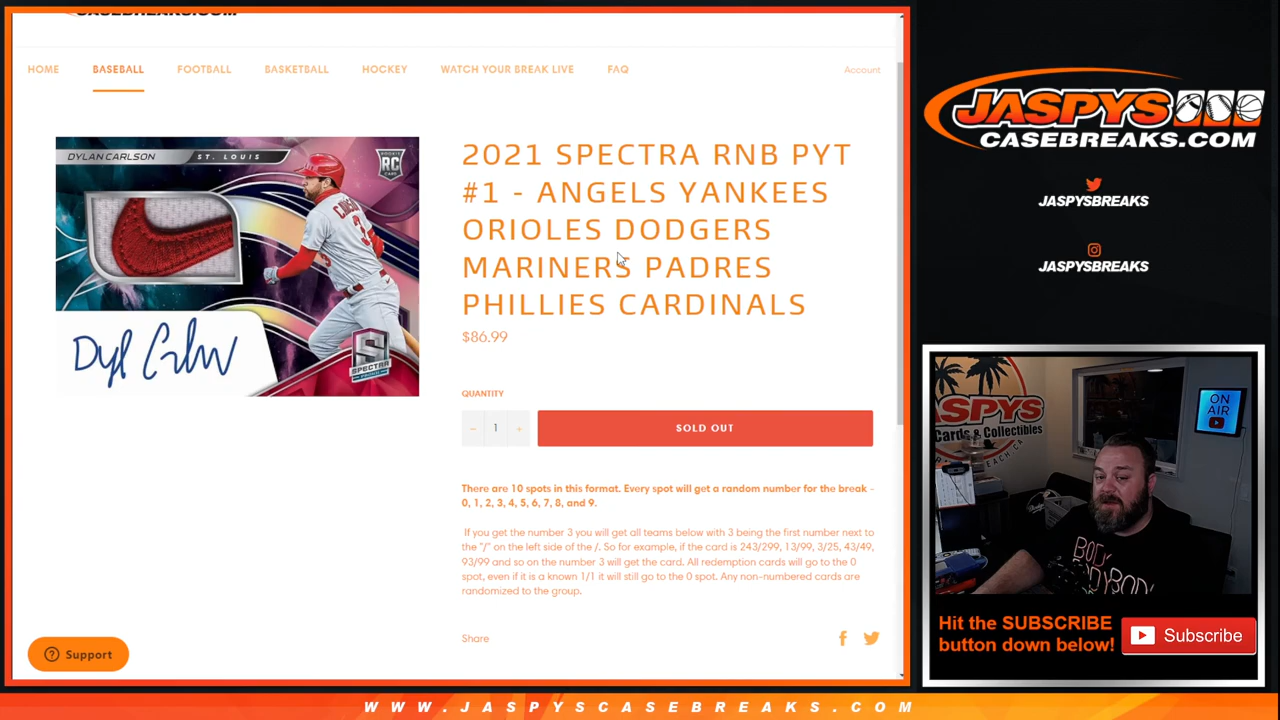 HOME BASEBALL FOOTBALL BASKETBALL HOCKEY WATCH YOUR BREAK LIVE FAQ Account
DYLAN CARLSON ST. LOUIS
RC
SPECTRA
2021 SPECTRA RNB PYT
#1 - ANGELS YANKEES
ORIOLES DODGERS
MARINERS PADRES
PHILLIES CARDINALS
$86.99
QUANTITY
− 1 +
SOLD OUT
There are 10 spots in this format. Every spot will get a random number for the break -
0, 1, 2, 3, 4, 5, 6, 7, 8, and 9.
If you get the number 3 you will get all teams below with 3 being the first number next to
the "/" on the left side of the /. So for example, if the card is 243/299, 13/99, 3/25, 43/49,
93/99 and so on the number 3 will get the card. All redemption cards will go to the 0
spot, even if it is a known 1/1 it will still go to the 0 spot. Any non-numbered cards are
randomized to the group.
Share
Support
JASPYS
CASEBREAKS.COM
JASPYSBREAKS
JASPYSBREAKS
ON
AIR
Hit the SUBSCRIBE
button down below!
Subscribe
WWW.JASPYSCASEBREAKS.COM